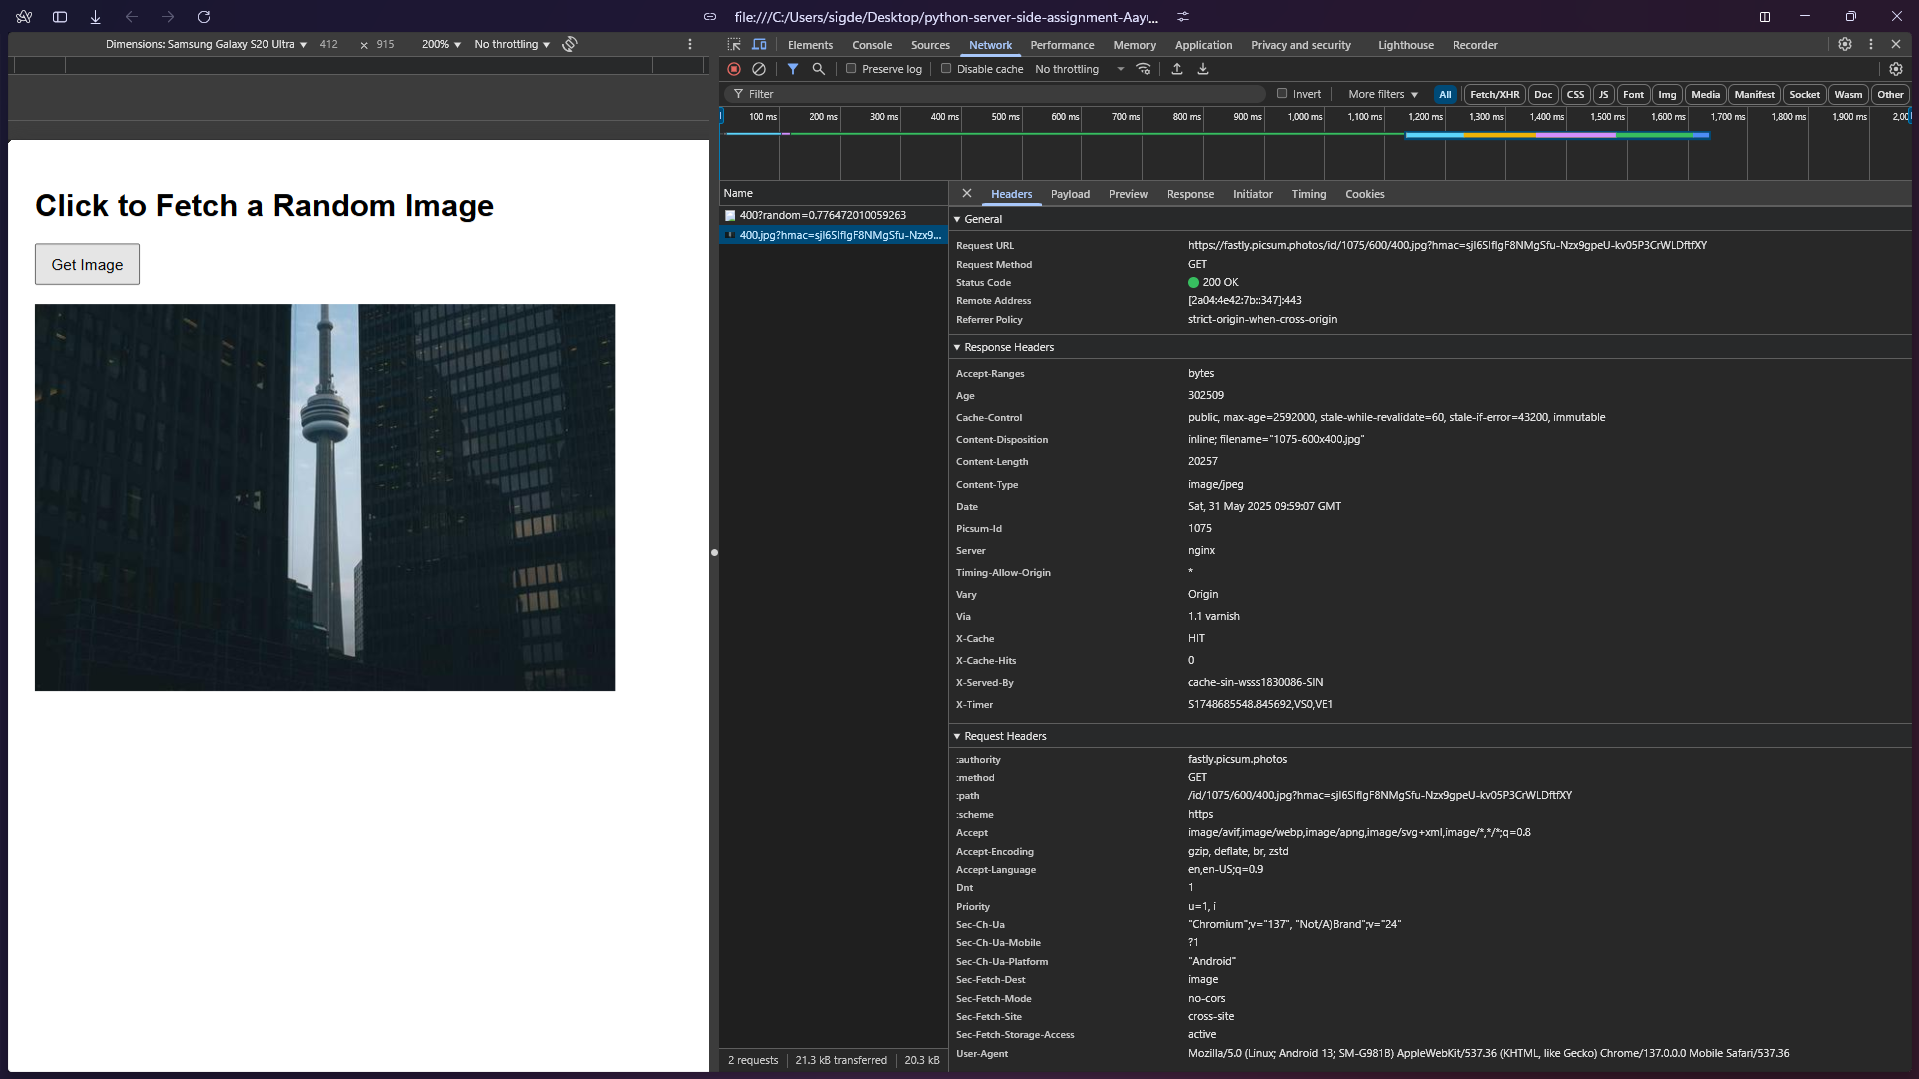 file:///C:/Users/sigde/Desktop/python-server-side-assignment-Aayu...
Dimensions: Samsung Galaxy S20 Ultra ▼ 412 × 915 200% ▼ No throttling ▼
Elements Console Sources Network Performance Memory Application Privacy and security Lighthouse Recorder
Preserve log Disable cache No throttling
Filter Invert More filters ▼ All Fetch/XHR Doc CSS JS Font Img Media Manifest Socket Wasm Other
100 ms 200 ms 300 ms 400 ms 500 ms 600 ms 700 ms 800 ms 900 ms 1,000 ms 1,100 ms 1,200 ms 1,300 ms 1,400 ms 1,500 ms 1,600 ms 1,700 ms 1,800 ms 1,900 ms 2,00
Click to Fetch a Random Image
Get Image
Name
400?random=0.776472010059263
400.jpg?hmac=sjI6SlflgF8NMgSfu-Nzx9...
2 requests 21.3 kB transferred 20.3 kB
Headers Payload Preview Response Initiator Timing Cookies
General
Request URL https://fastly.picsum.photos/id/1075/600/400.jpg?hmac=sjI6SlflgF8NMgSfu-Nzx9gpeU-kv05P3CrWLDftfXY
Request Method GET
Status Code 200 OK
Remote Address [2a04:4e42:7b::347]:443
Referrer Policy strict-origin-when-cross-origin
Response Headers
Accept-Ranges bytes
Age 302509
Cache-Control public, max-age=2592000, stale-while-revalidate=60, stale-if-error=43200, immutable
Content-Disposition inline; filename="1075-600x400.jpg"
Content-Length 20257
Content-Type image/jpeg
Date Sat, 31 May 2025 09:59:07 GMT
Picsum-Id 1075
Server nginx
Timing-Allow-Origin *
Vary Origin
Via 1.1 varnish
X-Cache HIT
X-Cache-Hits 0
X-Served-By cache-sin-wsss1830086-SIN
X-Timer S1748685548.845692,VS0,VE1
Request Headers
:authority fastly.picsum.photos
:method GET
:path /id/1075/600/400.jpg?hmac=sjI6SlflgF8NMgSfu-Nzx9gpeU-kv05P3CrWLDftfXY
:scheme https
Accept image/avif,image/webp,image/apng,image/svg+xml,image/*,*/*;q=0.8
Accept-Encoding gzip, deflate, br, zstd
Accept-Language en,en-US;q=0.9
Dnt 1
Priority u=1, i
Sec-Ch-Ua "Chromium";v="137", "Not/A)Brand";v="24"
Sec-Ch-Ua-Mobile ?1
Sec-Ch-Ua-Platform "Android"
Sec-Fetch-Dest image
Sec-Fetch-Mode no-cors
Sec-Fetch-Site cross-site
Sec-Fetch-Storage-Access active
User-Agent Mozilla/5.0 (Linux; Android 13; SM-G981B) AppleWebKit/537.36 (KHTML, like Gecko) Chrome/137.0.0.0 Mobile Safari/537.36